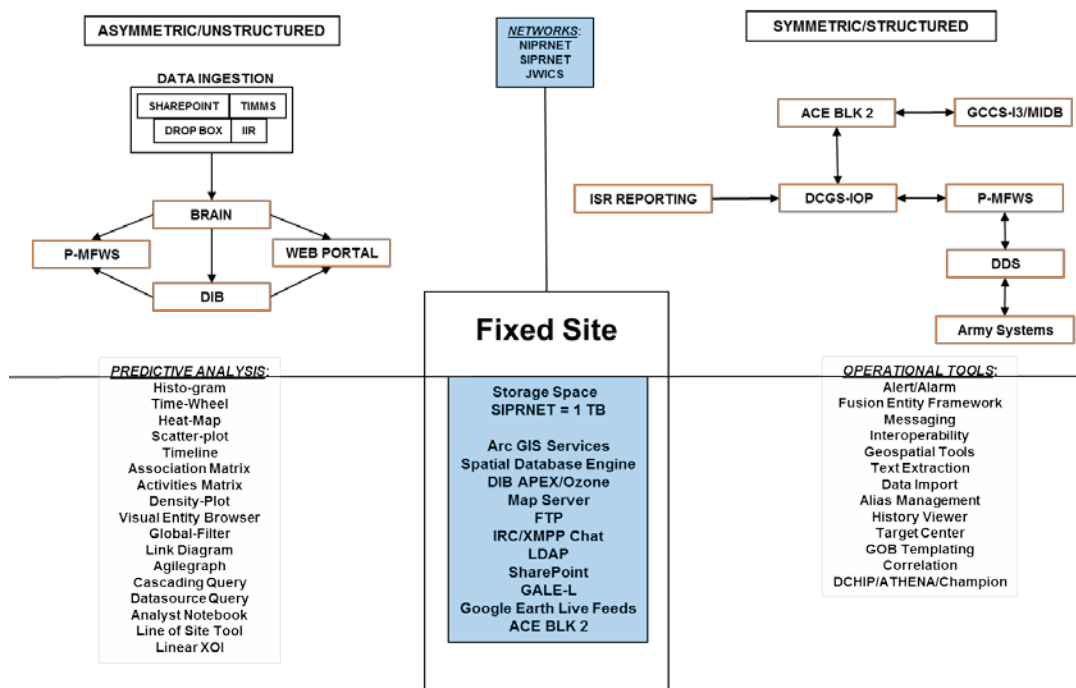 ASYMMETRIC/UNSTRUCTURED
DATA INGESTION
SHAREPOINT
TIMMS
DROP BOX
IIR
BRAIN
P-MFWS
WEB PORTAL
DIB
NETWORKS:
NIPRNET
SIPRNET
JWICS
SYMMETRIC/STRUCTURED
ACE BLK 2
GCCS-I3/MIDB
ISR REPORTING
DCGS-IOP
P-MFWS
DDS
Army Systems
Fixed Site
PREDICTIVE ANALYSIS:
Histo-gram
Time-Wheel
Heat-Map
Scatter-plot
Timeline
Association Matrix
Activities Matrix
Density-Plot
Visual Entity Browser
Global-Filter
Link Diagram
Agilegraph
Cascading Query
Datasource Query
Analyst Notebook
Line of Site Tool
Linear XOI
Storage Space
SIPRNET = 1 TB
Arc GIS Services
Spatial Database Engine
DIB APEX/Ozone
Map Server
FTP
IRC/XMPP Chat
LDAP
SharePoint
GALE-L
Google Earth Live Feeds
ACE BLK 2
OPERATIONAL TOOLS:
Alert/Alarm
Fusion Entity Framework
Messaging
Interoperability
Geospatial Tools
Text Extraction
Data Import
Alias Management
History Viewer
Target Center
GOB Templating
Correlation
DCHIP/ATHENA/Champion